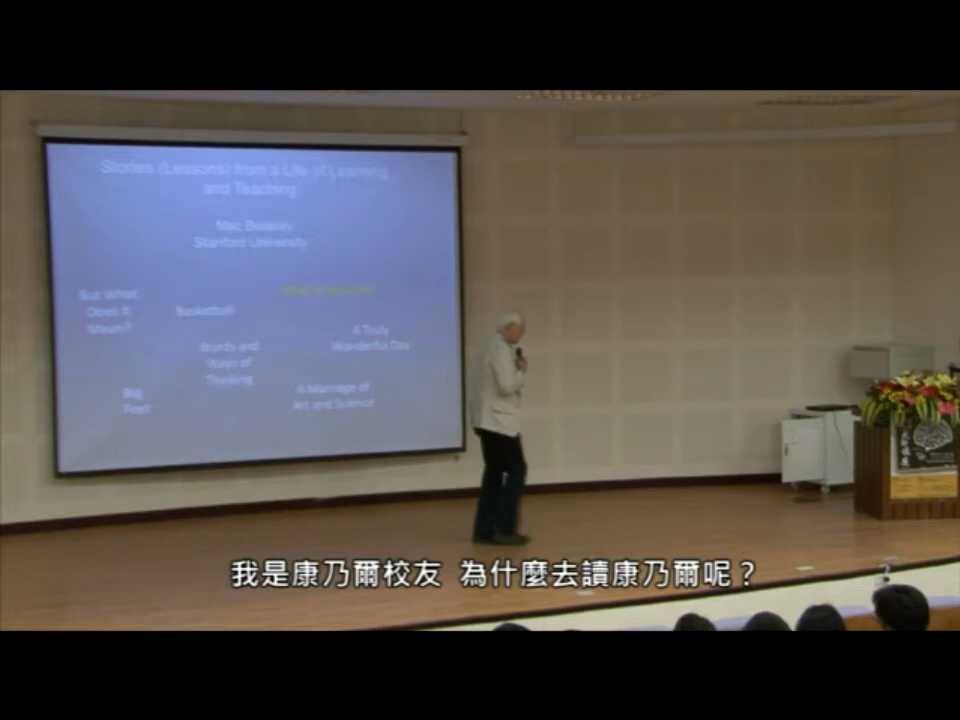 Stories (Lessons) from a Life of Learning
and Teaching
Mac Beasley
Stanford University
But What
Does It
Mean?
Basketball
Words and
Ways of
Thinking
A Truly
Wonderful Day
Big
Feet
A Marriage of
Art and Science
我是康乃爾校友 為什麼去讀康乃爾呢？